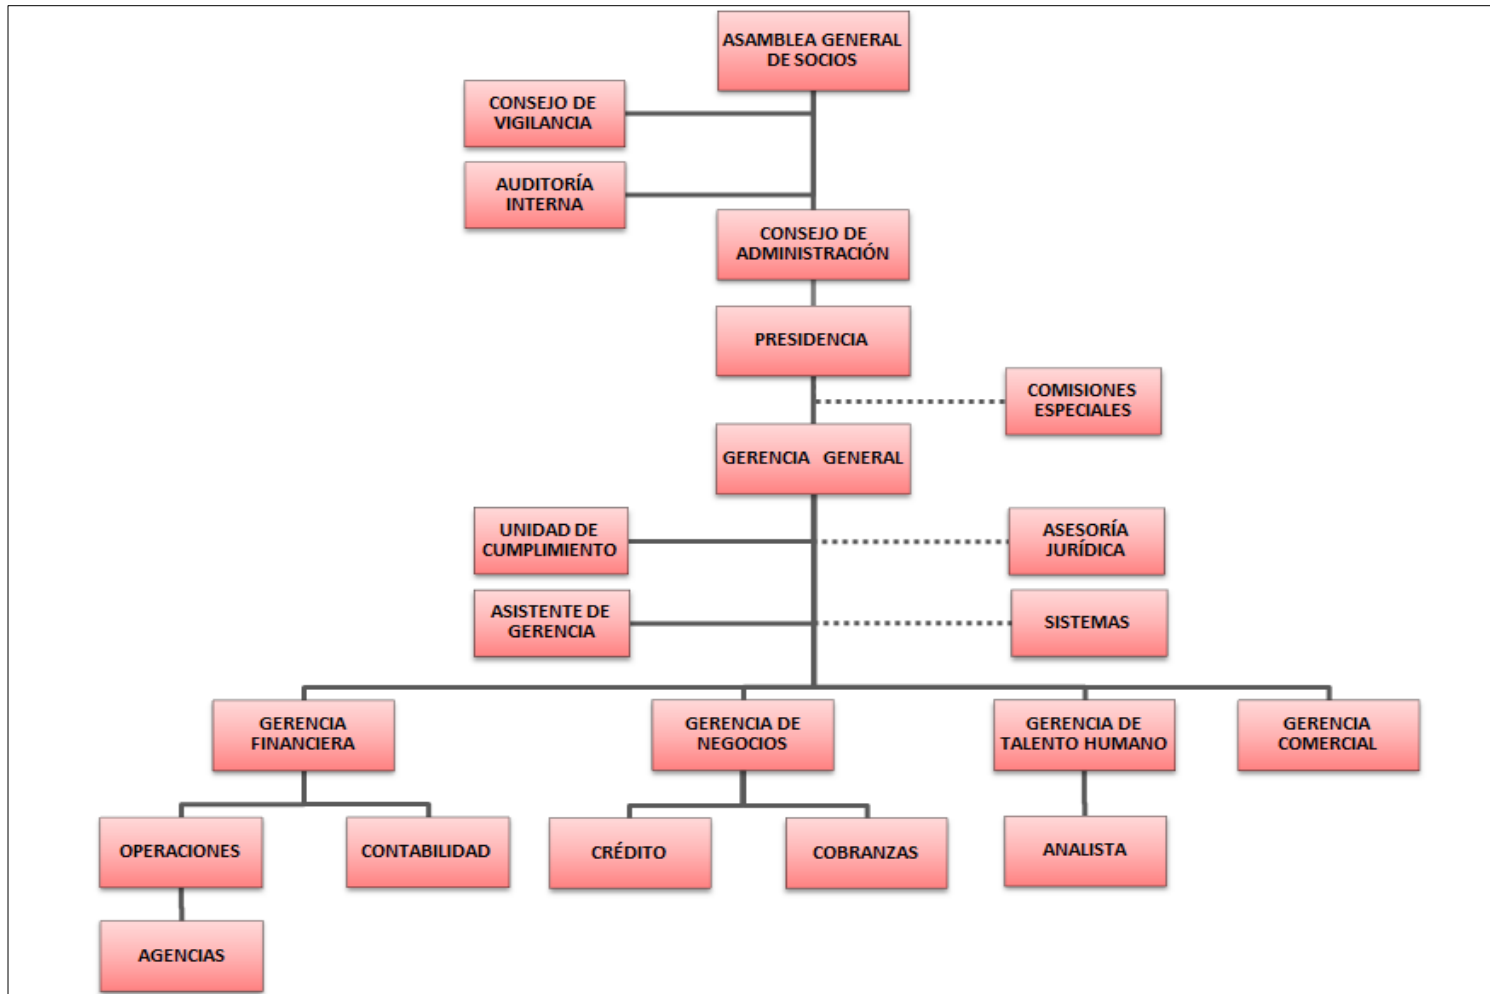 ASAMBLEA GENERAL
DE SOCIOS
CONSEJO DE
VIGILANCIA
AUDITORÍA
INTERNA
CONSEJO DE
ADMINISTRACIÓN
PRESIDENCIA
COMISIONES
ESPECIALES
GERENCIA GENERAL
UNIDAD DE
CUMPLIMIENTO
ASESORÍA
JURÍDICA
ASISTENTE DE
GERENCIA
SISTEMAS
GERENCIA
FINANCIERA
GERENCIA DE
NEGOCIOS
GERENCIA DE
TALENTO HUMANO
GERENCIA
COMERCIAL
OPERACIONES
CONTABILIDAD
CRÉDITO
COBRANZAS
ANALISTA
AGENCIAS